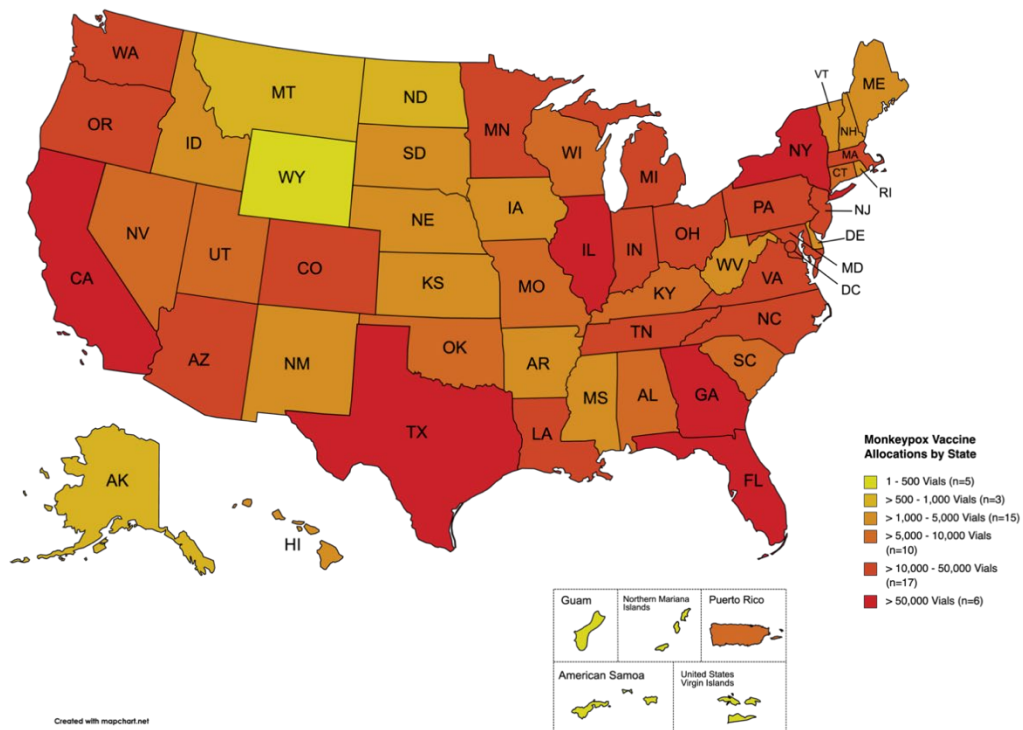 WA
MT
ND
MN
VT
ME
OR
ID
SD
WI
MI
NY
NH
MA
CT
RI
WY
NE
IA
PA
NJ
NV
UT
CO
KS
IL
IN
OH
DE
MD
DC
WV
VA
CA
MO
KY
NC
TN
AZ
NM
OK
AR
SC
MS
AL
GA
TX
LA
FL
AK
HI
Monkeypox Vaccine
Allocations by State
1 - 500 Vials (n=5)
> 500 - 1,000 Vials (n=3)
> 1,000 - 5,000 Vials (n=15)
> 5,000 - 10,000 Vials
(n=10)
> 10,000 - 50,000 Vials
(n=17)
> 50,000 Vials (n=6)
Guam
Northern Mariana
Islands
Puerto Rico
American Samoa
United States
Virgin Islands
Created with mapchart.net